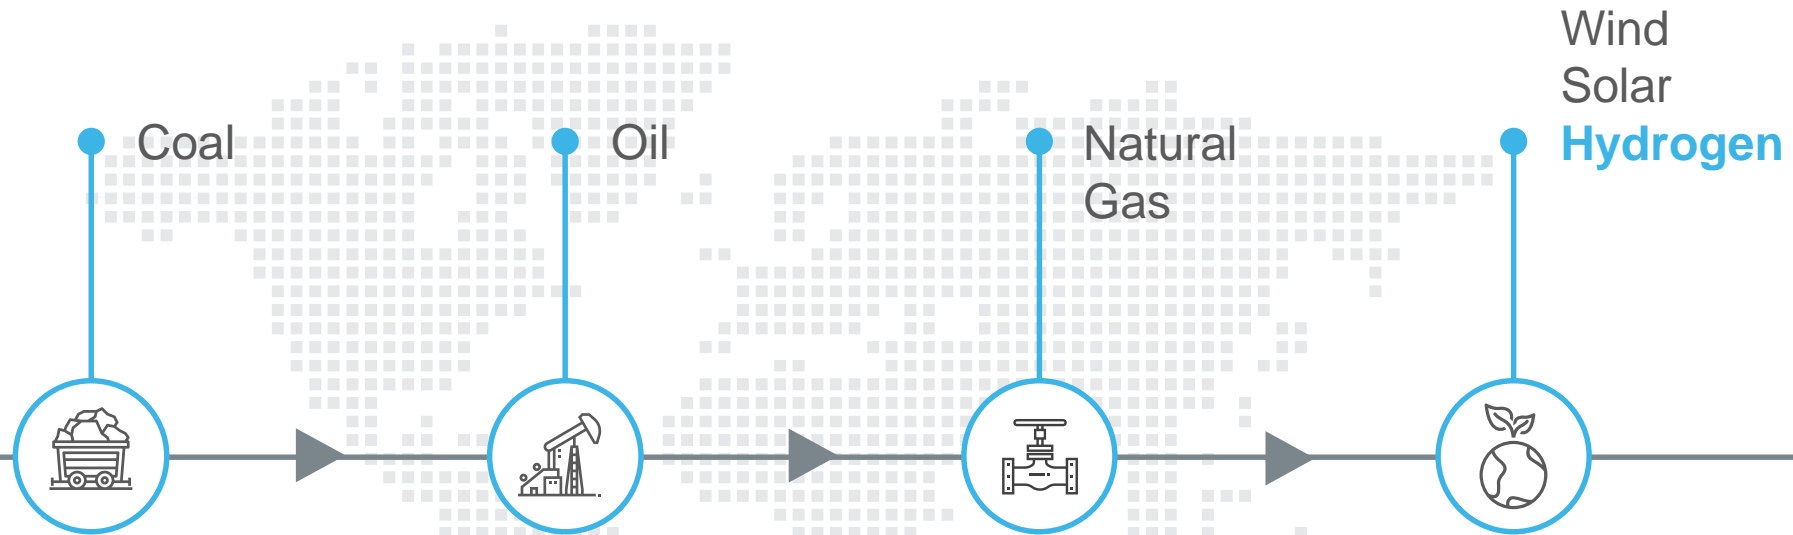 Coal
Oil
Natural
Gas
Wind
Solar
Hydrogen